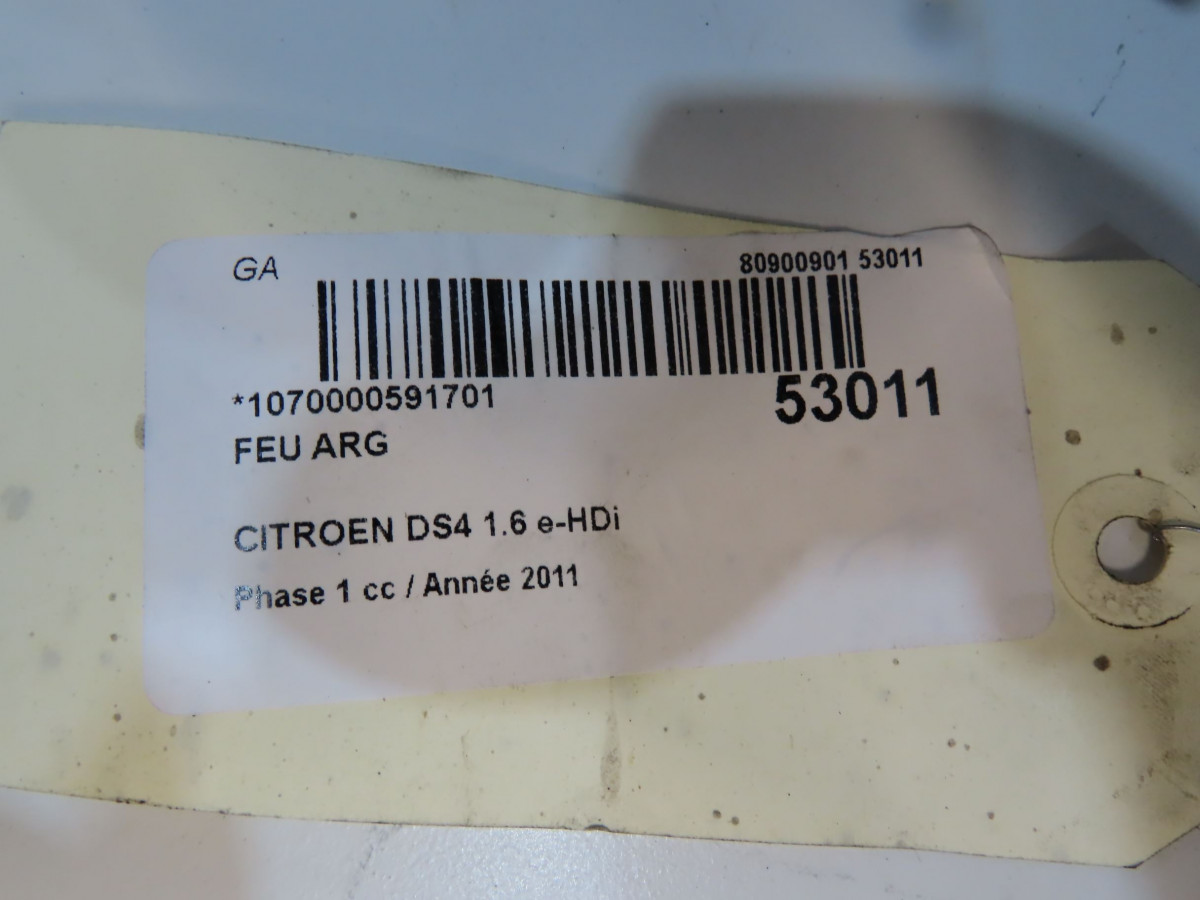 GA
80900901 53011
*1070000591701
53011
FEU ARG
CITROEN DS4 1.6 e-HDi
Phase 1 cc / Année 2011